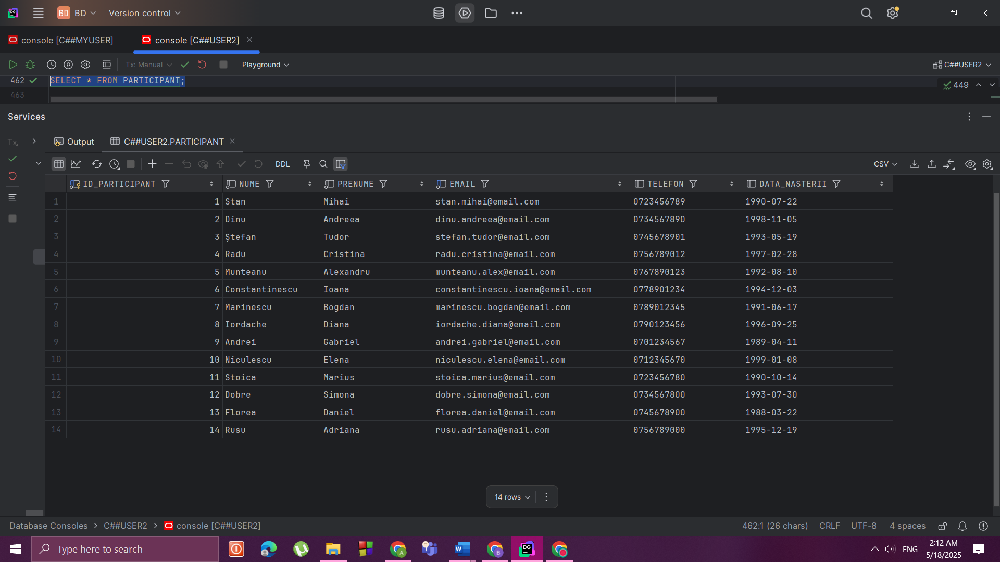 BD BD Version control
console [C##MYUSER] console [C##USER2]
Tx: Manual Playground C##USER2
462 SELECT * FROM PARTICIPANT; 449
463
Services
Tx Output C##USER2.PARTICIPANT
DDL CSV
ID_PARTICIPANT NUME PRENUME EMAIL TELEFON DATA_NASTERII
1 1 Stan Mihai stan.mihai@email.com 0723456789 1990-07-22
2 2 Dinu Andreea dinu.andreea@email.com 0734567890 1998-11-05
3 3 Ștefan Tudor stefan.tudor@email.com 0745678901 1993-05-19
4 4 Radu Cristina radu.cristina@email.com 0756789012 1997-02-28
5 5 Munteanu Alexandru munteanu.alex@email.com 0767890123 1992-08-10
6 6 Constantinescu Ioana constantinescu.ioana@email.com 0778901234 1994-12-03
7 7 Marinescu Bogdan marinescu.bogdan@email.com 0789012345 1991-06-17
8 8 Iordache Diana iordache.diana@email.com 0790123456 1996-09-25
9 9 Andrei Gabriel andrei.gabriel@email.com 0701234567 1989-04-11
10 10 Niculescu Elena niculescu.elena@email.com 0712345670 1999-01-08
11 11 Stoica Marius stoica.marius@email.com 0723456780 1990-10-14
12 12 Dobre Simona dobre.simona@email.com 0734567800 1993-07-30
13 13 Florea Daniel florea.daniel@email.com 0745678900 1988-03-22
14 14 Rusu Adriana rusu.adriana@email.com 0756789000 1995-12-19
14 rows
Database Consoles > C##USER2 > console [C##USER2] 462:1 (26 chars) CRLF UTF-8 4 spaces
Type here to search ENG 2:12 AM
5/18/2025